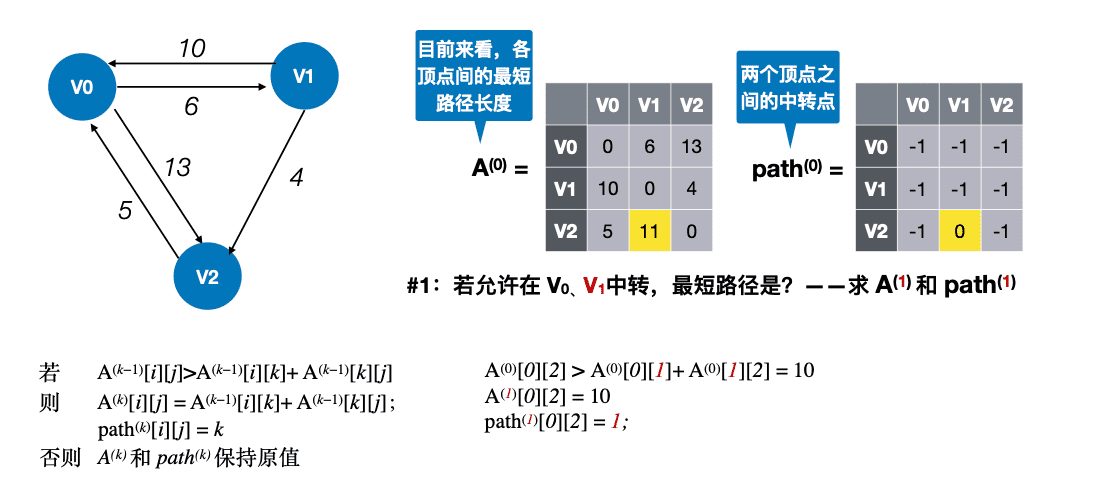 10
V0
V1
6
13
4
5
V2
目前来看，各
顶点间的最短
路径长度
A(0) =
V0 V1 V2
V0 0 6 13
V1 10 0 4
V2 5 11 0
两个顶点之
间的中转点
path(0) =
V0 V1 V2
V0 -1 -1 -1
V1 -1 -1 -1
V2 -1 0 -1
#1：若允许在 V0、V1中转，最短路径是？——求 A(1) 和 path(1)
若 A(k−1)[i][j]>A(k−1)[i][k]+ A(k−1)[k][j]
则 A(k)[i][j] = A(k−1)[i][k]+ A(k−1)[k][j];
path(k)[i][j] = k
否则 A(k) 和 path(k) 保持原值
A(0)[0][2] > A(0)[0][1]+ A(0)[1][2] = 10
A(1)[0][2] = 10
path(1)[0][2] = 1;